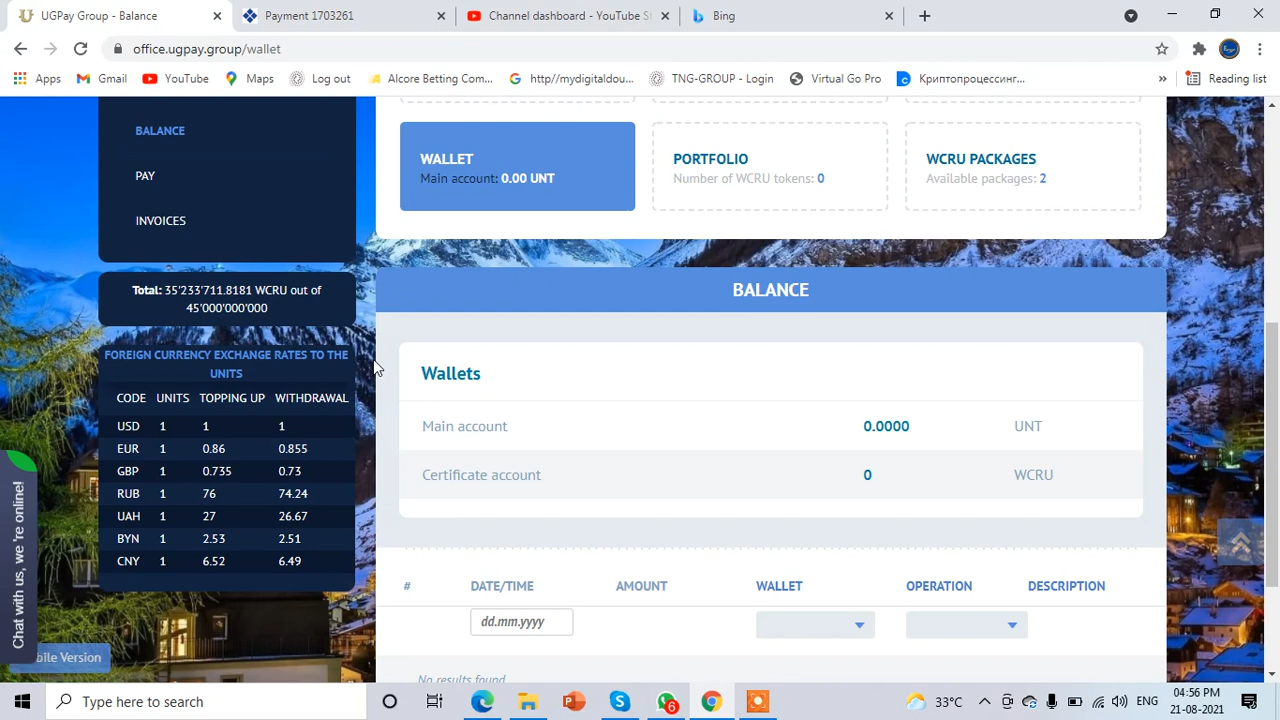 UGPay Group - Balance
Payment 1703261
Channel dashboard - YouTube St
Bing
office.ugpay.group/wallet
Apps
Gmail
YouTube
Maps
Log out
Alcore Betting Com...
http//mydigitaldou...
TNG-GROUP - Login
Virtual Go Pro
Криптопроцессинг...
»
Reading list
BALANCE
PAY
INVOICES
WALLET
Main account: 0.00 UNT
PORTFOLIO
Number of WCRU tokens: 0
WCRU PACKAGES
Available packages: 2
Total: 35'233'711.8181 WCRU out of
45'000'000'000
FOREIGN CURRENCY EXCHANGE RATES TO THE
UNITS
CODE UNITS TOPPING UP WITHDRAWAL
USD 1 1 1
EUR 1 0.86 0.855
GBP 1 0.735 0.73
RUB 1 76 74.24
UAH 1 27 26.67
BYN 1 2.53 2.51
CNY 1 6.52 6.49
BALANCE
Wallets
Main account 0.0000 UNT
Certificate account 0 WCRU
# DATE/TIME AMOUNT WALLET OPERATION DESCRIPTION
dd.mm.yyyy
No results found
Chat with us, we're online!
bile Version
Type here to search
6
33°C
ENG
04:56 PM
21-08-2021